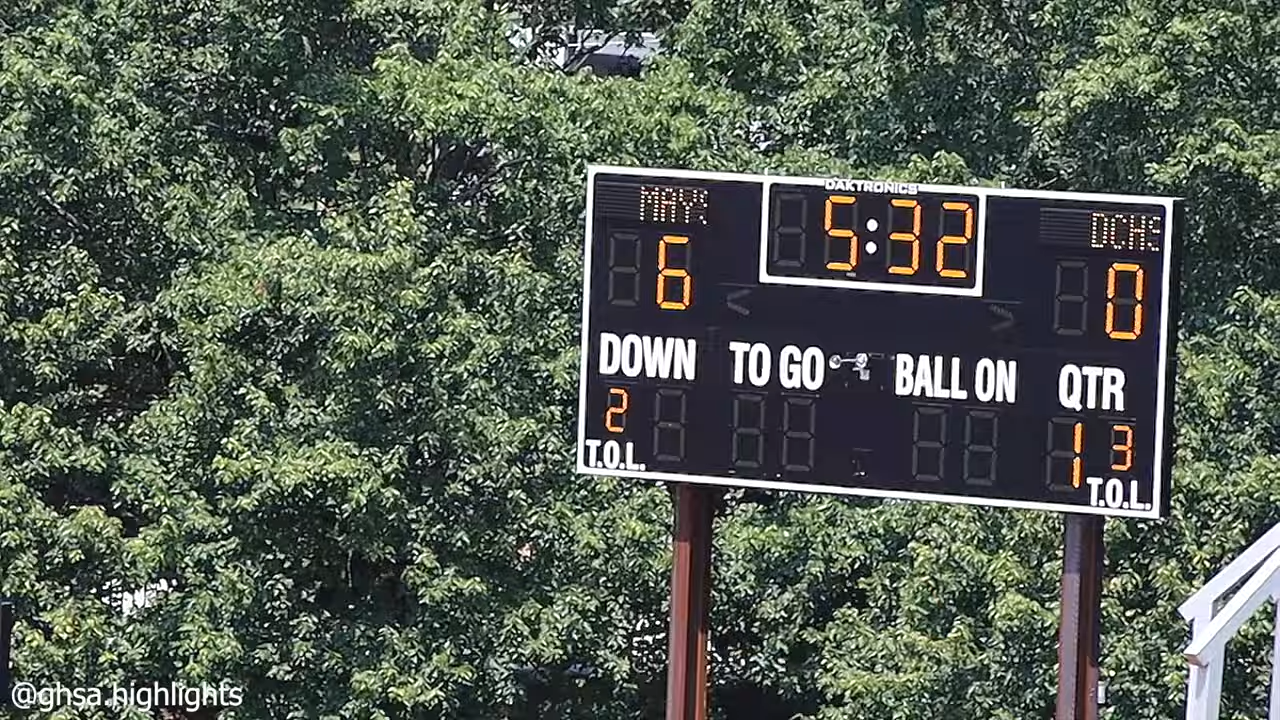 DAKTRONICS
MAYS 5:32 DCHS
6 0
DOWN TO GO BALL ON QTR
2 1 3
T.O.L. T.O.L.
@ghsa.highlights